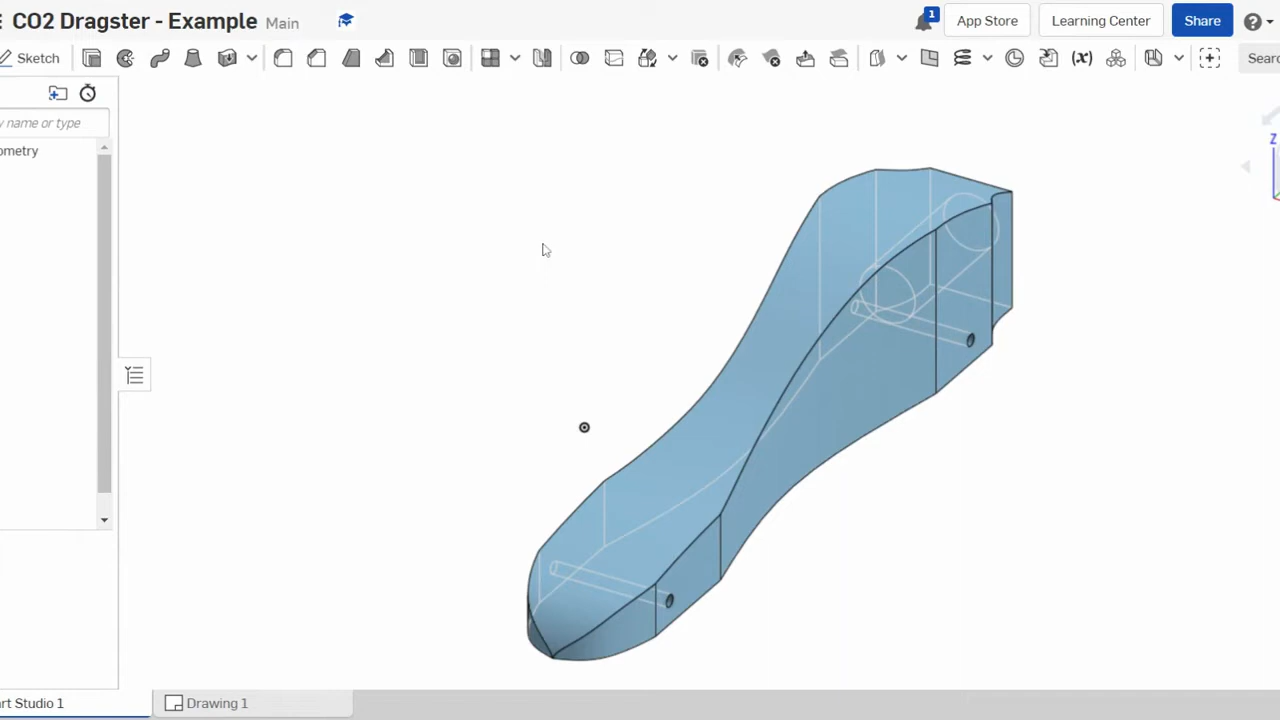 CO2 Dragster - Example Main
1
App Store
Learning Center
Share
Sketch
(x)
Searc
y name or type
ometry
Z
art Studio 1
Drawing 1